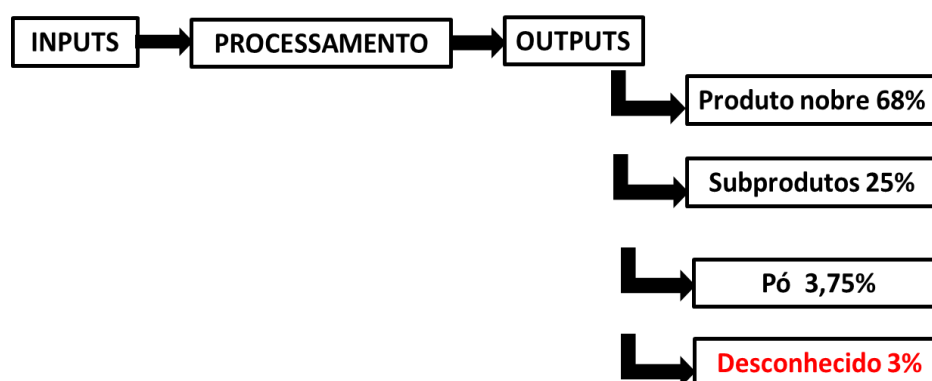 INPUTS
PROCESSAMENTO
OUTPUTS
Produto nobre 68%
Subprodutos 25%
Pó 3,75%
Desconhecido 3%